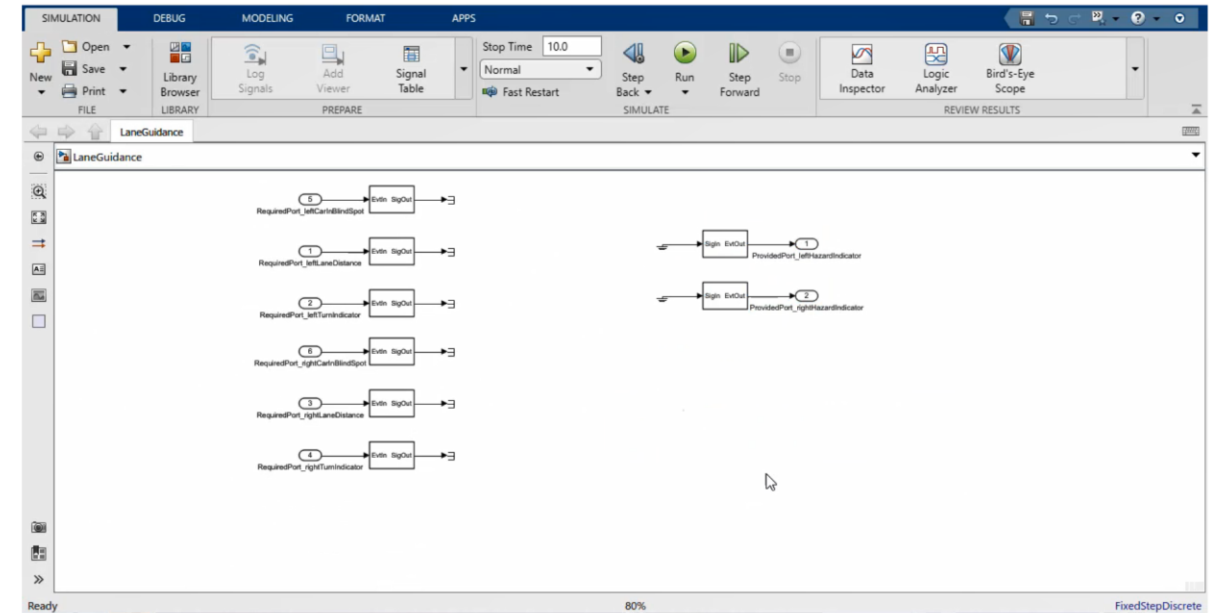 SIMULATION DEBUG MODELING FORMAT APPS
New
Open
Save
Print
FILE
Library
Browser
LIBRARY
Log
Signals
Add
Viewer
Signal
Table
PREPARE
Stop Time 10.0
Normal
Fast Restart
Step
Back
Run
Step
Forward
Stop
SIMULATE
Data
Inspector
Logic
Analyzer
Bird's-Eye
Scope
REVIEW RESULTS
LaneGuidance
LaneGuidance
5 EvtIn SigOut
RequiredPort_leftCarInBlindSpot
1 EvtIn SigOut
RequiredPort_leftLaneDistance
2 EvtIn SigOut
RequiredPort_leftTurnIndicator
6 EvtIn SigOut
RequiredPort_rightCarInBlindSpot
3 EvtIn SigOut
RequiredPort_rightLaneDistance
4 EvtIn SigOut
RequiredPort_rightTurnIndicator
SigIn EvtOut 1
ProvidedPort_leftHazardIndicator
SigIn EvtOut 2
ProvidedPort_rightHazardIndicator
Ready 80% FixedStepDiscrete